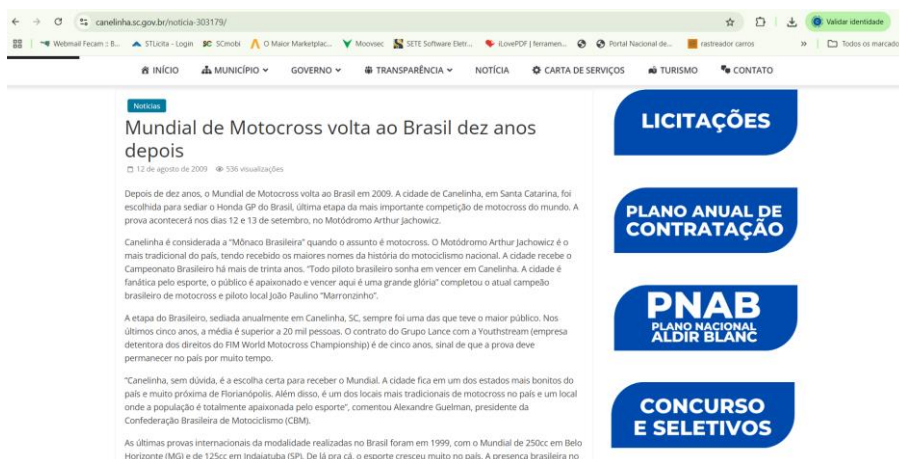 canelinha.sc.gov.br/noticia-303179/
Validar identidade
Webmail Fecam :: B...
STLicita - Login
SCmobi
O Maior Marketplac...
Moovsec
SETE Software Eletr...
iLovePDF | ferramen...
Portal Nacional de...
rastreador carros
»
Todos os marcado
INÍCIO
MUNICÍPIO
GOVERNO
TRANSPARÊNCIA
NOTÍCIA
CARTA DE SERVIÇOS
TURISMO
CONTATO
Notícias
Mundial de Motocross volta ao Brasil dez anos
depois
12 de agosto de 2009 536 visualizações
Depois de dez anos, o Mundial de Motocross volta ao Brasil em 2009. A cidade de Canelinha, em Santa Catarina, foi
escolhida para sediar o Honda GP do Brasil, última etapa da mais importante competição de motocross do mundo. A
prova acontecerá nos dias 12 e 13 de setembro, no Motódromo Arthur Jachowicz.
Canelinha é considerada a "Mônaco Brasileira" quando o assunto é motocross. O Motódromo Arthur Jachowicz é o
mais tradicional do país, tendo recebido os maiores nomes da história do motociclismo nacional. A cidade recebe o
Campeonato Brasileiro há mais de trinta anos. "Todo piloto brasileiro sonha em vencer em Canelinha. A cidade é
fanática pelo esporte, o público é apaixonado e vencer aqui é uma grande glória" completou o atual campeão
brasileiro de motocross e piloto local João Paulino "Marronzinho".
A etapa do Brasileiro, sediada anualmente em Canelinha, SC, sempre foi uma das que teve o maior público. Nos
últimos cinco anos, a média é superior a 20 mil pessoas. O contrato do Grupo Lance com a Youthstream (empresa
detentora dos direitos do FIM World Motocross Championship) é de cinco anos, sinal de que a prova deve
permanecer no país por muito tempo.
"Canelinha, sem dúvida, é a escolha certa para receber o Mundial. A cidade fica em um dos estados mais bonitos do
país e muito próxima de Florianópolis. Além disso, é um dos locais mais tradicionais de motocross no país e um local
onde a população é totalmente apaixonada pelo esporte", comentou Alexandre Guelman, presidente da
Confederação Brasileira de Motociclismo (CBM).
As últimas provas internacionais da modalidade realizadas no Brasil foram em 1999, com o Mundial de 250cc em Belo
Horizonte (MG) e de 125cc em Indaiatuba (SP). De lá pra cá, o esporte cresceu muito no país. A presença brasileira no
LICITAÇÕES
PLANO ANUAL DE
CONTRATAÇÃO
PNAB
PLANO NACIONAL
ALDIR BLANC
CONCURSO
E SELETIVOS